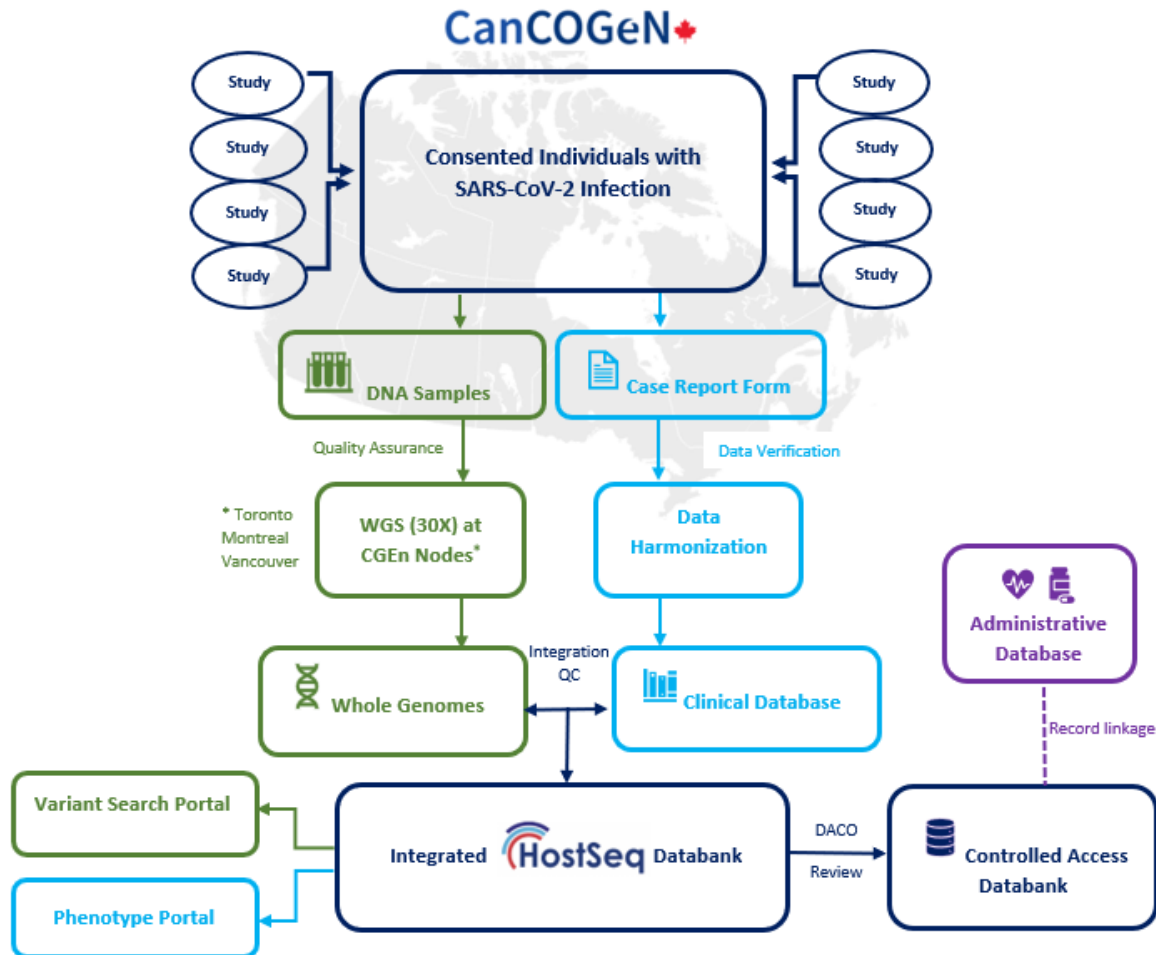 CanCOGeN
Study
Study
Study
Study
Study
Study
Study
Study
Consented Individuals with
SARS-CoV-2 Infection
DNA Samples
Case Report Form
Quality Assurance
Data Verification
* Toronto
Montreal
Vancouver
WGS (30X) at
CGEn Nodes*
Data
Harmonization
Administrative
Database
Integration
QC
Whole Genomes
Clinical Database
Record linkage
Variant Search Portal
Phenotype Portal
Integrated HostSeq Databank
DACO
Review
Controlled Access
Databank